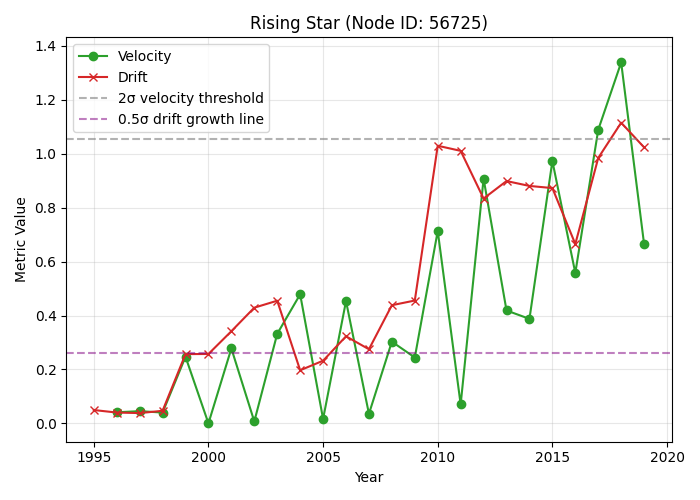 Rising Star (Node ID: 56725)
Velocity
Drift
2σ velocity threshold
0.5σ drift growth line
Metric Value
1.4
1.2
1.0
0.8
0.6
0.4
0.2
0.0
1995 2000 2005 2010 2015 2020
Year